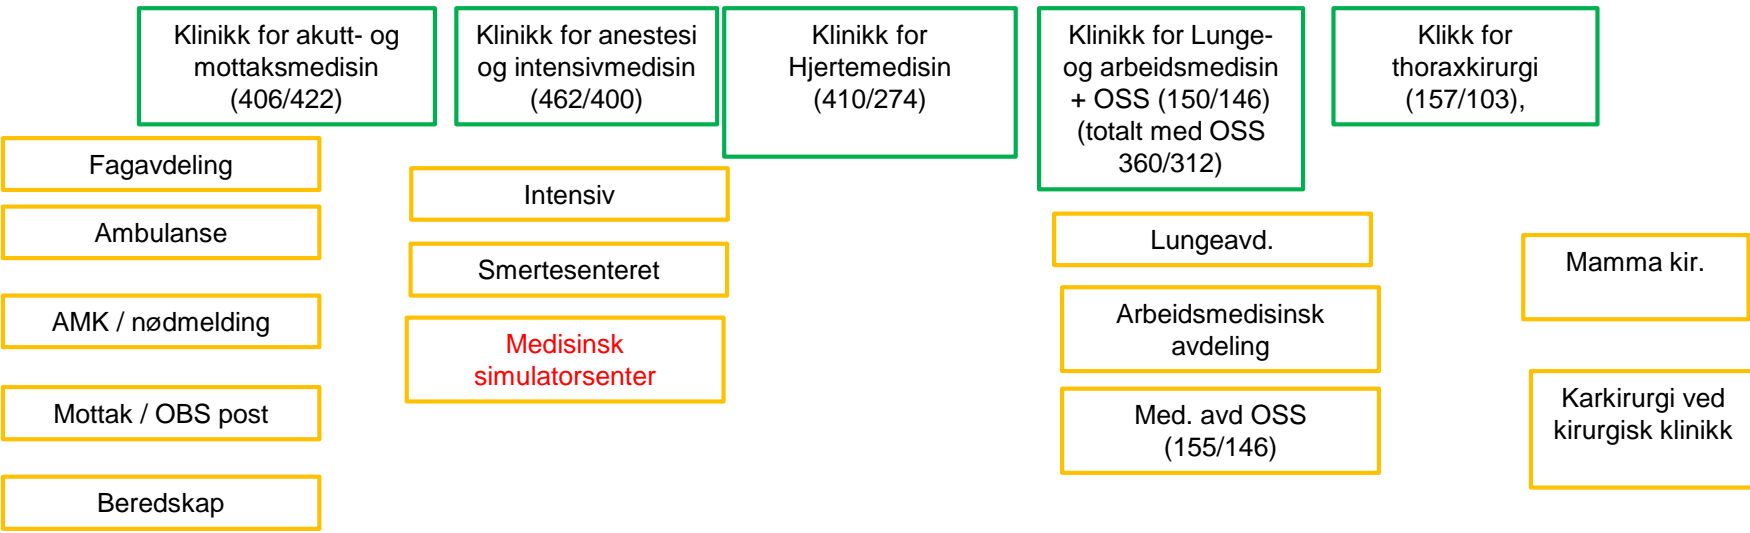 Klinikk for akutt- og
mottaksmedisin
(406/422)
Klinikk for anestesi
og intensivmedisin
(462/400)
Klinikk for
Hjertemedisin
(410/274)
Klinikk for Lunge-
og arbeidsmedisin
+ OSS (150/146)
(totalt med OSS
360/312)
Klikk for
thoraxkirurgi
(157/103),
Fagavdeling
Ambulanse
AMK / nødmelding
Mottak / OBS post
Beredskap
Intensiv
Smertesenteret
Medisinsk
simulatorsenter
Lungeavd.
Arbeidsmedisinsk
avdeling
Med. avd OSS
(155/146)
Mamma kir.
Karkirurgi ved
kirurgisk klinikk